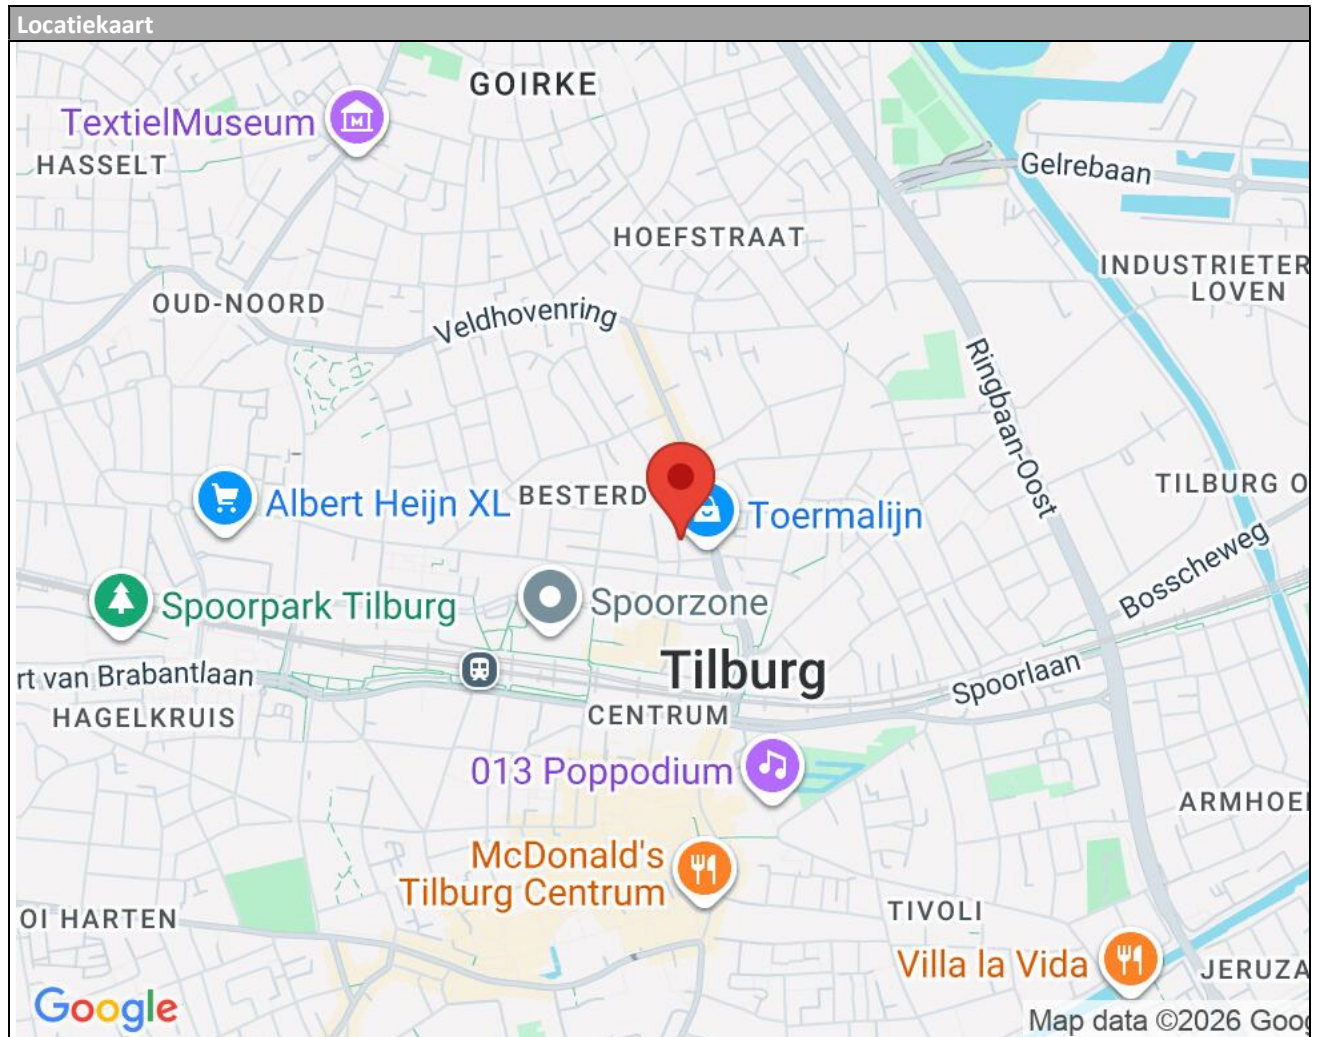 Locatiekaart
GOIRKE
TextielMuseum
HASSELT
Gelrebaan
HOEFSTRAAT
INDUSTRIETER
LOVEN
OUD-NOORD
Veldhovenring
Ringbaan-Oost
TILBURG O
Albert Heijn XL
BESTERD
Toermalijn
Bosscheweg
Spoorpark Tilburg
Spoorzone
rt van Brabantlaan
Tilburg
Spoorlaan
HAGELKRUIS
CENTRUM
013 Poppodium
ARMHOE
McDonald's
Tilburg Centrum
OI HARTEN
TIVOLI
Villa la Vida
JERUZA
Google
Map data ©2026 Goog